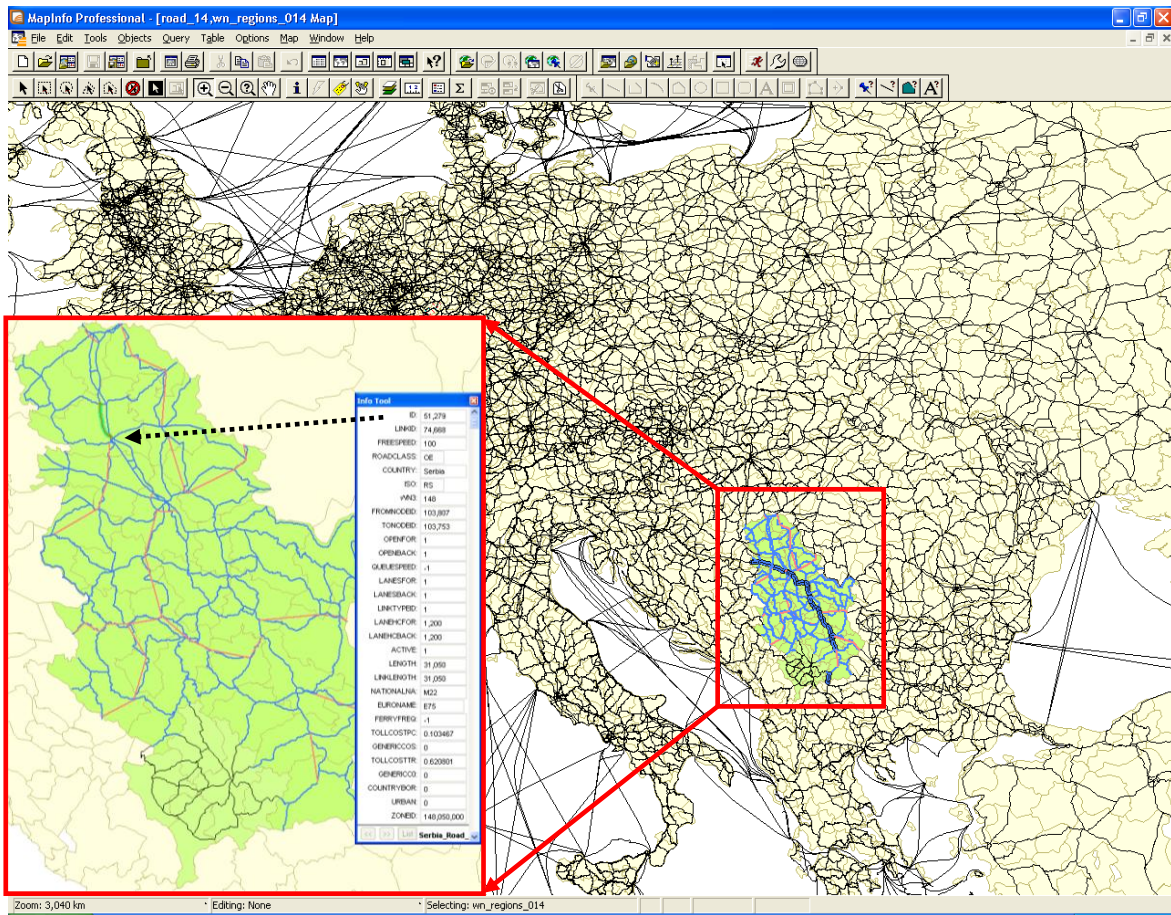 MapInfo Professional - [road_14,wn_regions_014 Map]
File Edit Tools Objects Query Table Options Map Window Help
Info Tool
ID: 51,279
LINKID: 74,668
FREESPEED: 100
ROADCLASS: OE
COUNTRY: Serbia
ISO: RS
WN3: 148
FROMNODEID: 103,807
TONODEID: 103,753
OPENFOR: 1
OPENBACK: 1
QUEUESPEED: -1
LANESFOR: 1
LANESBACK: 1
LINKTYPEID: 1
LANEHCFOR: 1,200
LANEHCBACK: 1,200
ACTIVE: 1
LENGTH: 31,050
LINKLENGTH: 31,050
NATIONALNA: M22
EURONAME: E75
FERRYFREQ: -1
TOLLCOSTPC: 0.103467
GENERICCOS: 0
TOLLCOSTTR: 0.620801
GENERICCO: 0
COUNTRYBOR: 0
URBAN: 0
ZONEID: 148,050,000
<< >> List Serbia_Road_
Zoom: 3,040 km Editing: None Selecting: wn_regions_014